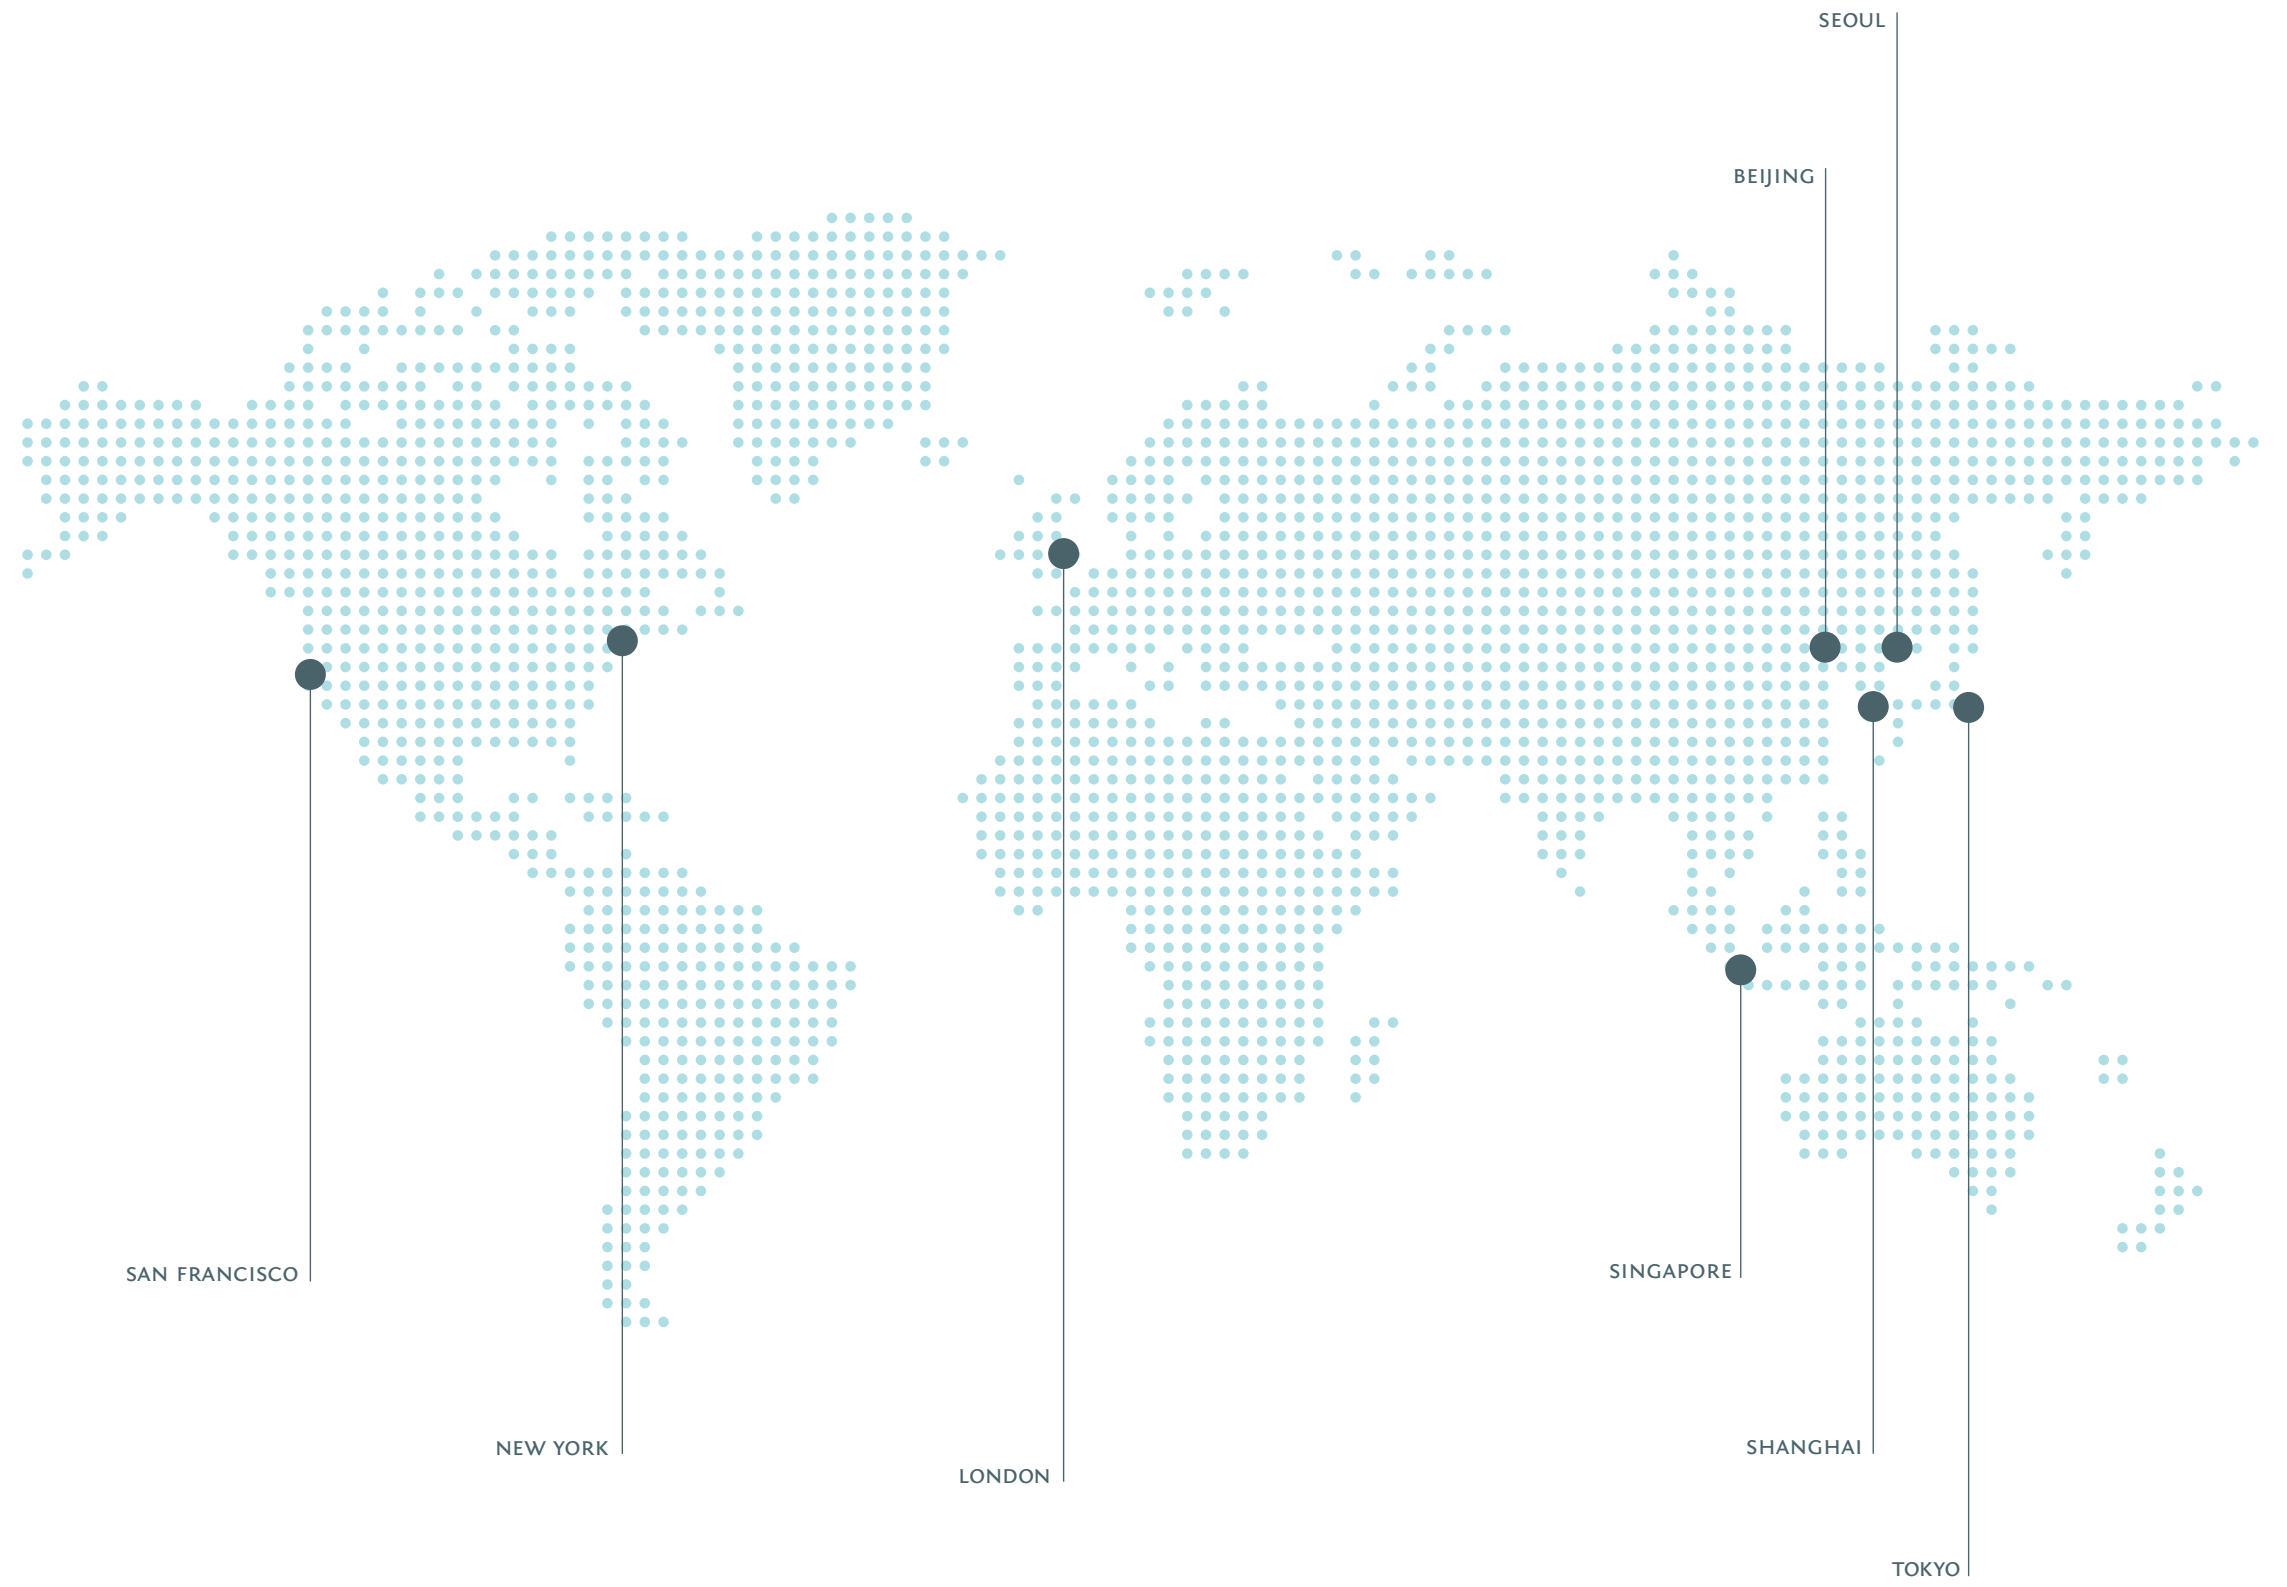 SEOUL
BEIJING
SAN FRANCISCO
SINGAPORE
NEW YORK
SHANGHAI
LONDON
TOKYO